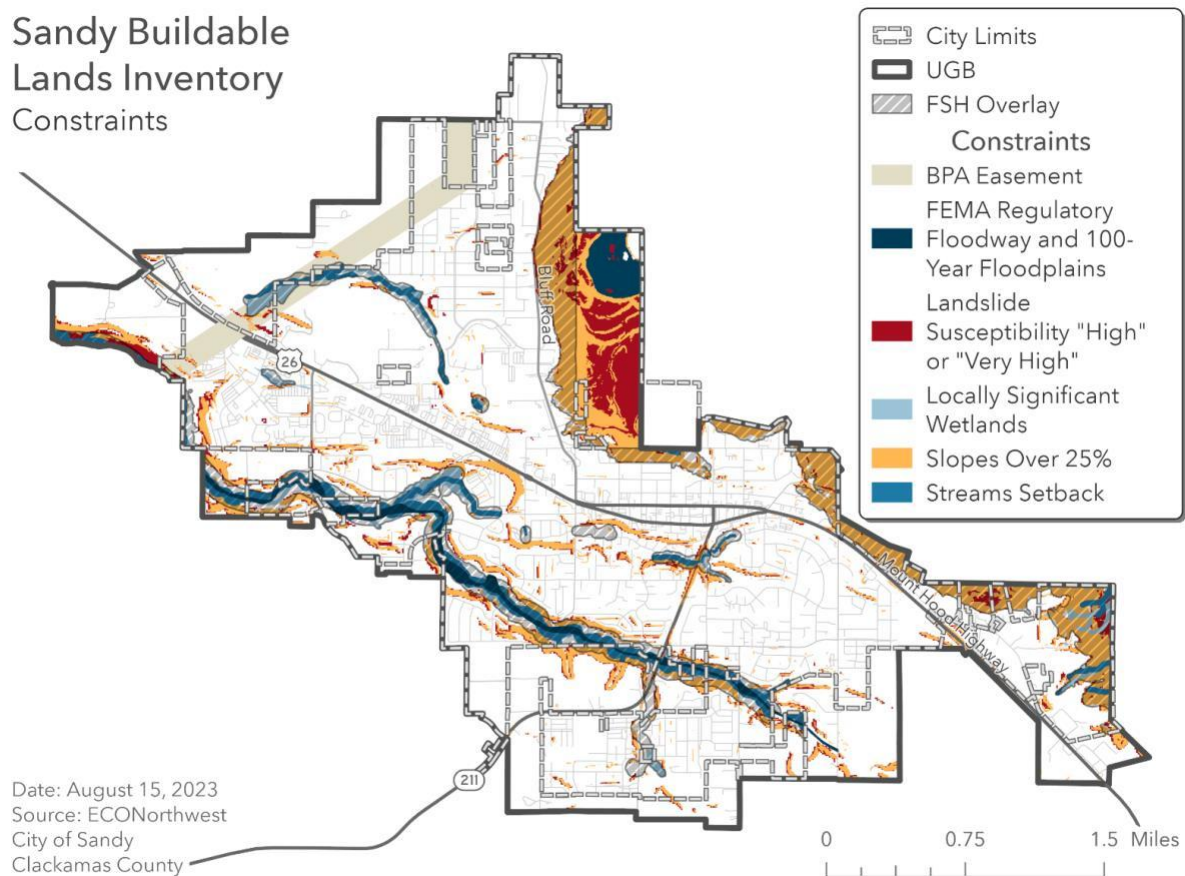 Sandy Buildable
Lands Inventory
Constraints
City Limits
UGB
FSH Overlay
Constraints
BPA Easement
FEMA Regulatory
Floodway and 100-
Year Floodplains
Landslide
Susceptibility "High"
or "Very High"
Locally Significant
Wetlands
Slopes Over 25%
Streams Setback
Bluff Road
26
Mount Hood Highway
211
Date: August 15, 2023
Source: ECONorthwest
City of Sandy
Clackamas County
0 0.75 1.5 Miles